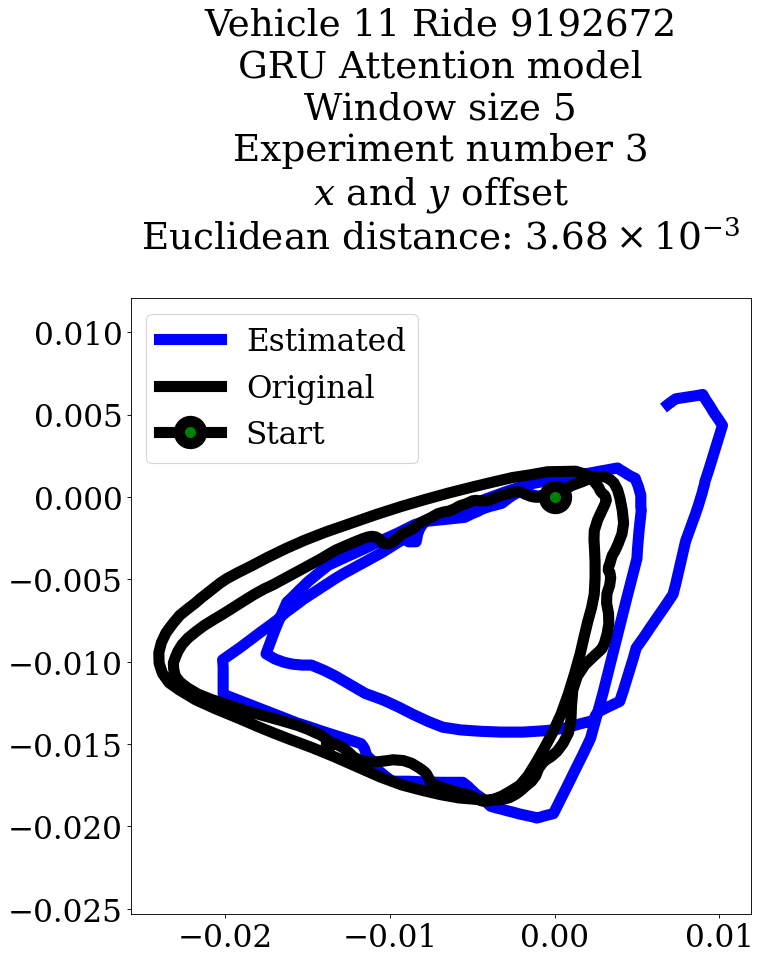 Vehicle 11 Ride 9192672
GRU Attention model
Window size 5
Experiment number 3
x and y offset
Euclidean distance: 3.68 × 10⁻³
Estimated
Original
Start
0.010
0.005
0.000
−0.005
−0.010
−0.015
−0.020
−0.025
−0.02 −0.01 0.00 0.01